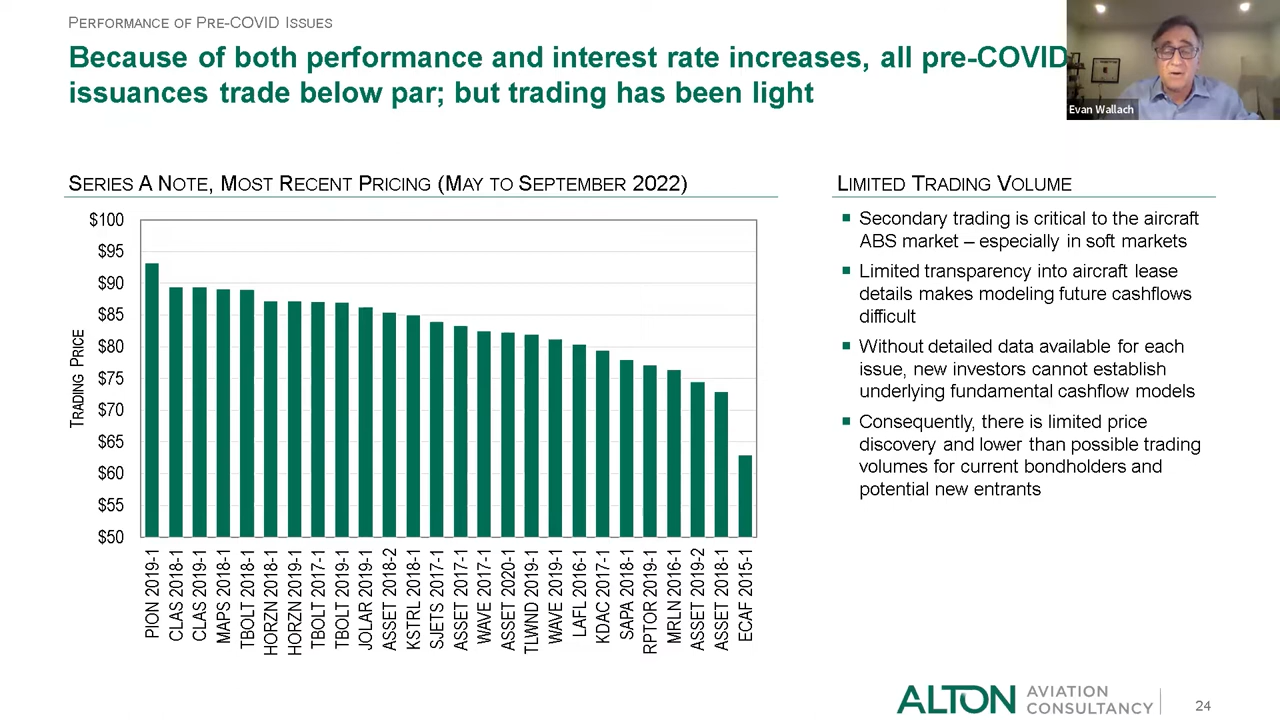 PERFORMANCE OF PRE-COVID ISSUES
Because of both performance and interest rate increases, all pre-COVID
issuances trade below par; but trading has been light
Evan Wallach
SERIES A NOTE, MOST RECENT PRICING (MAY TO SEPTEMBER 2022)
$100
$95
$90
$85
$80
$75
$70
$65
$60
$55
$50
TRADING PRICE
PION 2019-1
CLAS 2018-1
CLAS 2019-1
MAPS 2018-1
TBOLT 2018-1
HORZN 2018-1
HORZN 2019-1
TBOLT 2017-1
TBOLT 2019-1
JOLAR 2019-1
ASSET 2018-2
KSTRL 2018-1
SJETS 2017-1
ASSET 2017-1
WAVE 2017-1
ASSET 2020-1
TLWND 2019-1
WAVE 2019-1
LAFL 2016-1
KDAC 2017-1
SAPA 2018-1
RPTOR 2019-1
MRLN 2016-1
ASSET 2019-2
ASSET 2018-1
ECAF 2015-1
LIMITED TRADING VOLUME
Secondary trading is critical to the aircraft
ABS market – especially in soft markets
Limited transparency into aircraft lease
details makes modeling future cashflows
difficult
Without detailed data available for each
issue, new investors cannot establish
underlying fundamental cashflow models
Consequently, there is limited price
discovery and lower than possible trading
volumes for current bondholders and
potential new entrants
ALTON
AVIATION
CONSULTANCY
24